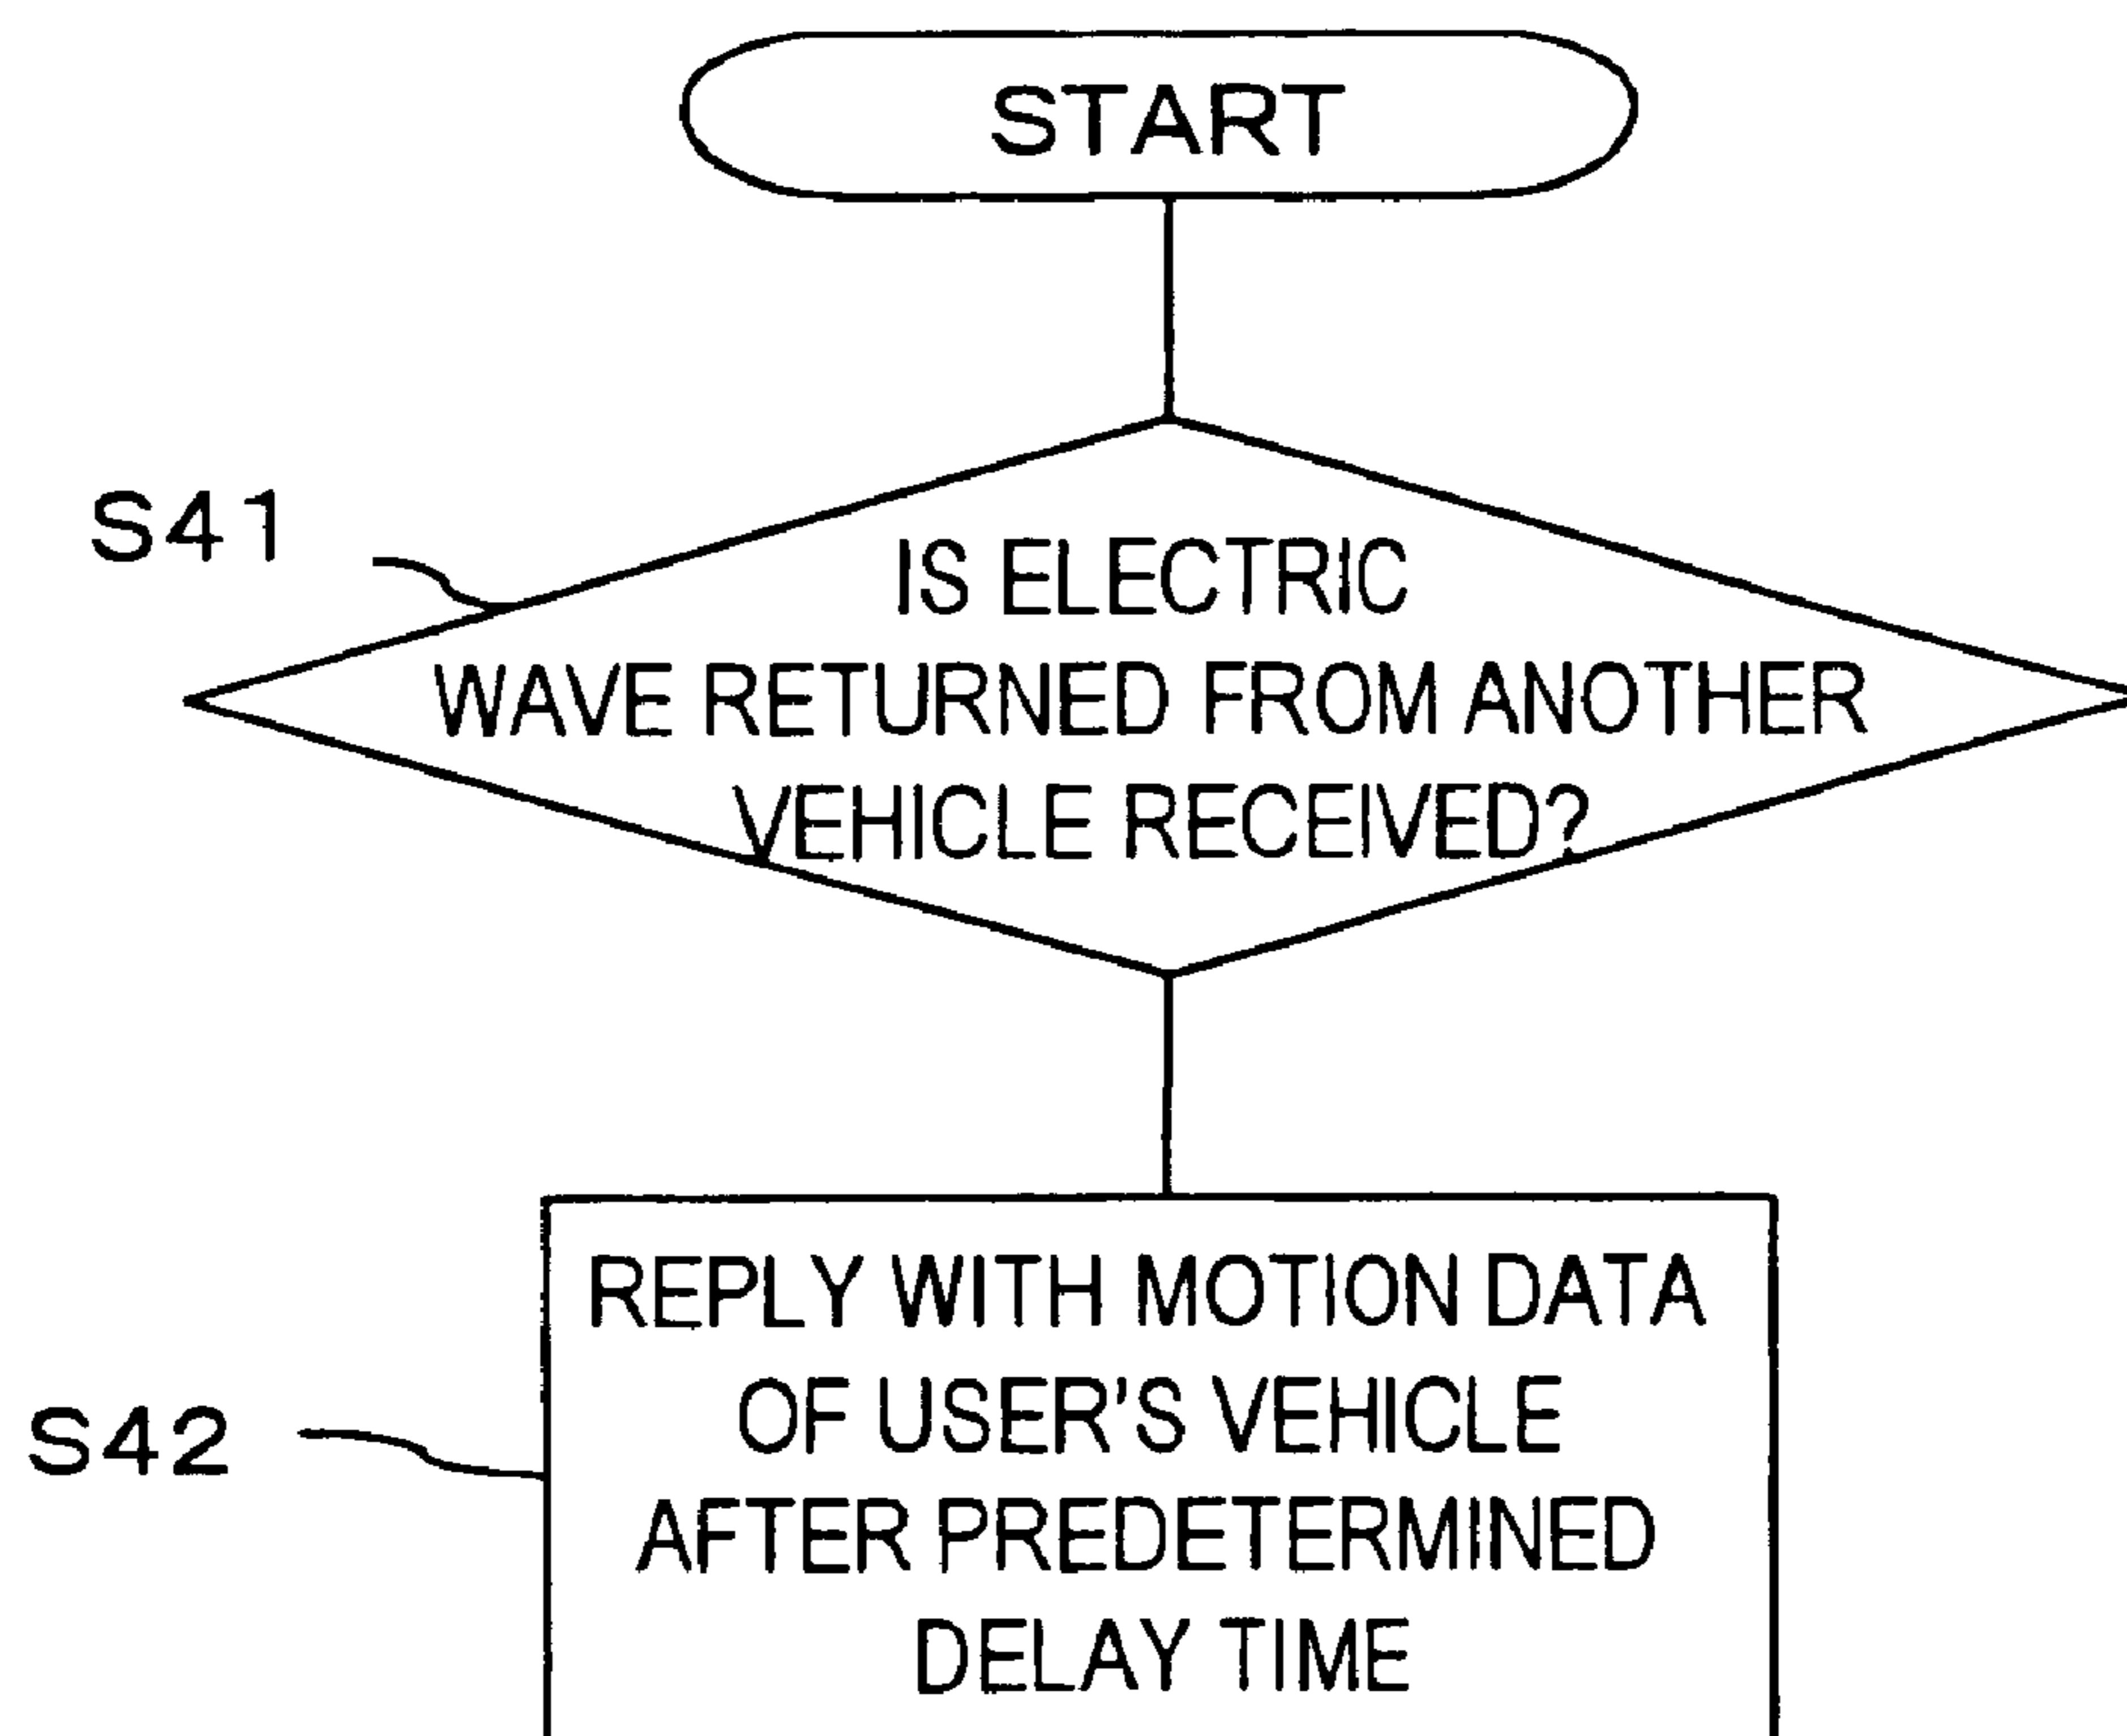 START
S41
IS ELECTRIC
WAVE RETURNED FROM ANOTHER
VEHICLE RECEIVED?
REPLY WITH MOTION DATA
OF USER'S VEHICLE
S42
AFTER PREDETERMINED
DELAY TIME